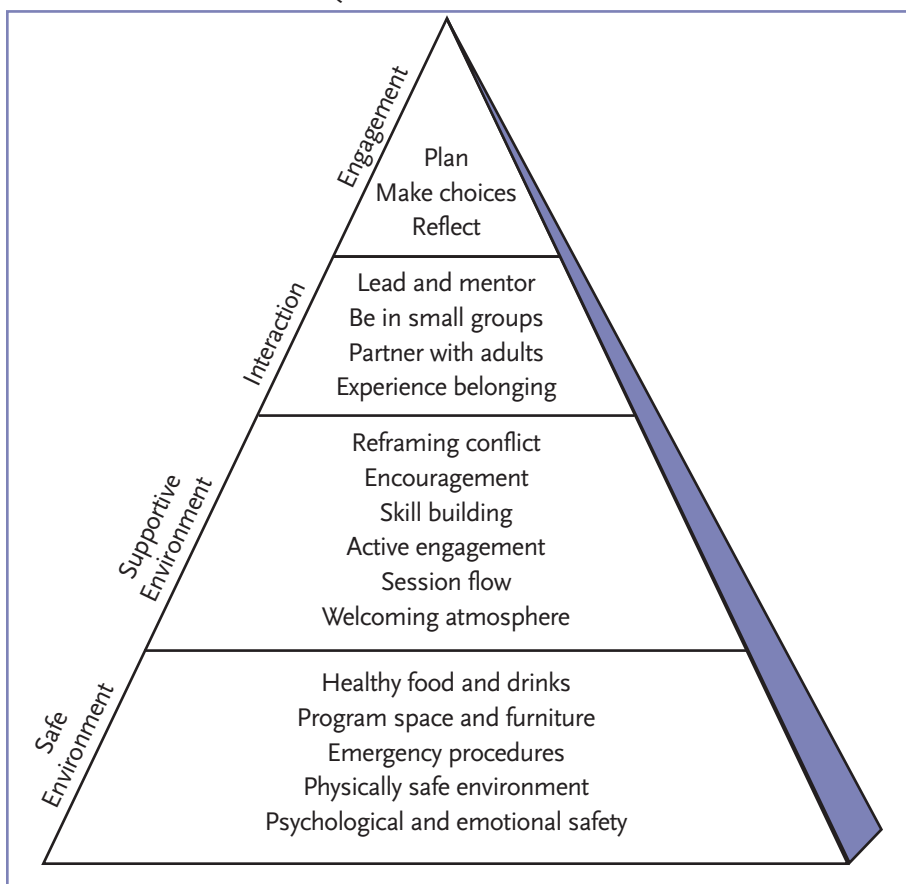 Engagement
Plan
Make choices
Reflect
Interaction
Lead and mentor
Be in small groups
Partner with adults
Experience belonging
Supportive
Environment
Reframing conflict
Encouragement
Skill building
Active engagement
Session flow
Welcoming atmosphere
Safe
Environment
Healthy food and drinks
Program space and furniture
Emergency procedures
Physically safe environment
Psychological and emotional safety